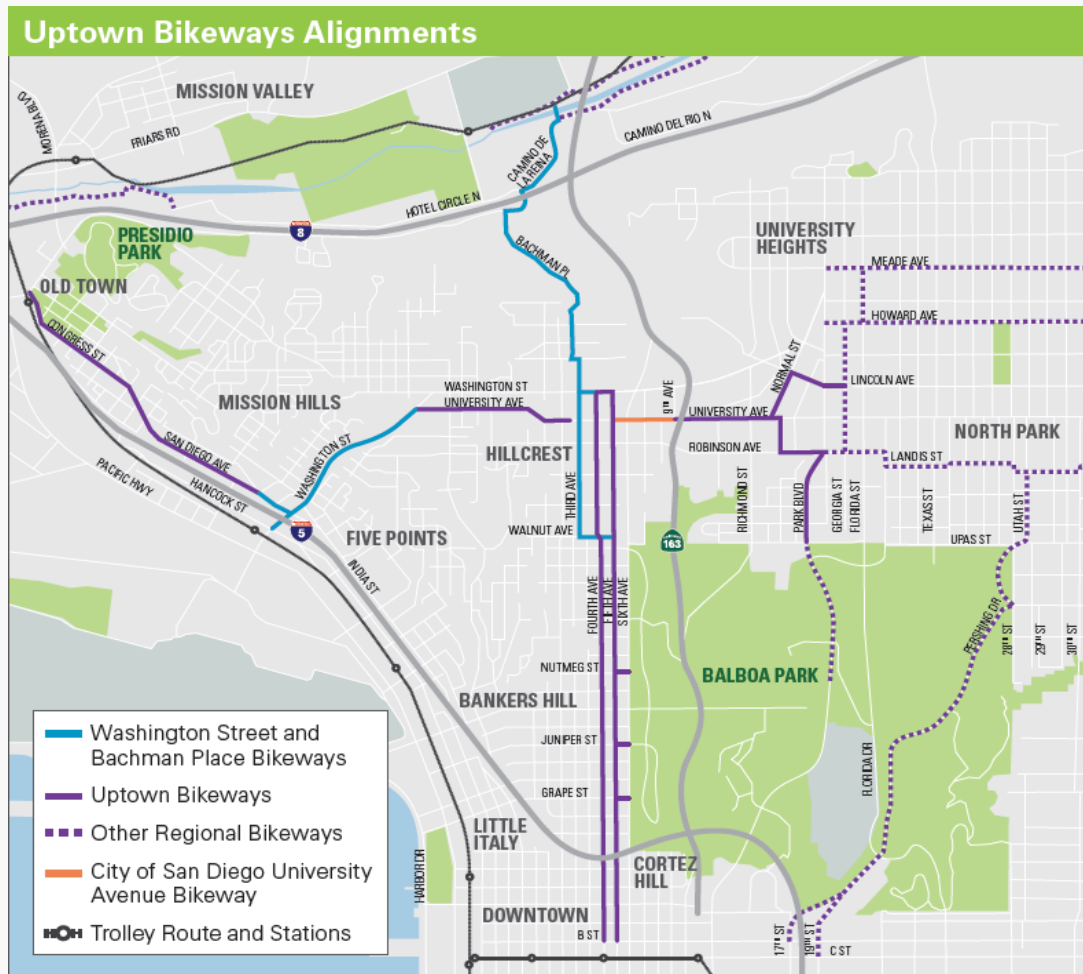 Uptown Bikeways Alignments
MISSION VALLEY
MORENA BLVD
FRIARS RD
CAMINO DEL RIO N
CAMINO DE
LA REINA
HOTEL CIRCLE N
INTERSTATE
8
PRESIDIO
PARK
UNIVERSITY
HEIGHTS
BACHMAN PL
MEADE AVE
OLD TOWN
HOWARD AVE
CONGRESS ST
NORMAL ST
LINCOLN AVE
WASHINGTON ST
UNIVERSITY AVE
9TH AVE
MISSION HILLS
UNIVERSITY AVE
NORTH PARK
SAN DIEGO AVE
WASHINGTON ST
HILLCREST
ROBINSON AVE
LANDIS ST
PACIFIC HWY
HANCOCK ST
THIRD AVE
RICHMOND ST
PARK BLVD
GEORGIA ST
FLORIDA ST
TEXAS ST
UTAH ST
5
FIVE POINTS
WALNUT AVE
163
UPAS ST
INDIA ST
FOURTH AVE
FIFTH AVE
SIXTH AVE
PERSHING DR
28TH ST
29TH ST
30TH ST
NUTMEG ST
BALBOA PARK
BANKERS HILL
JUNIPER ST
FLORIDA DR
GRAPE ST
LITTLE
ITALY
HARBOR DR
CORTEZ
HILL
DOWNTOWN
B ST
17TH ST
19TH ST
C ST
Washington Street and
Bachman Place Bikeways
Uptown Bikeways
Other Regional Bikeways
City of San Diego University
Avenue Bikeway
Trolley Route and Stations